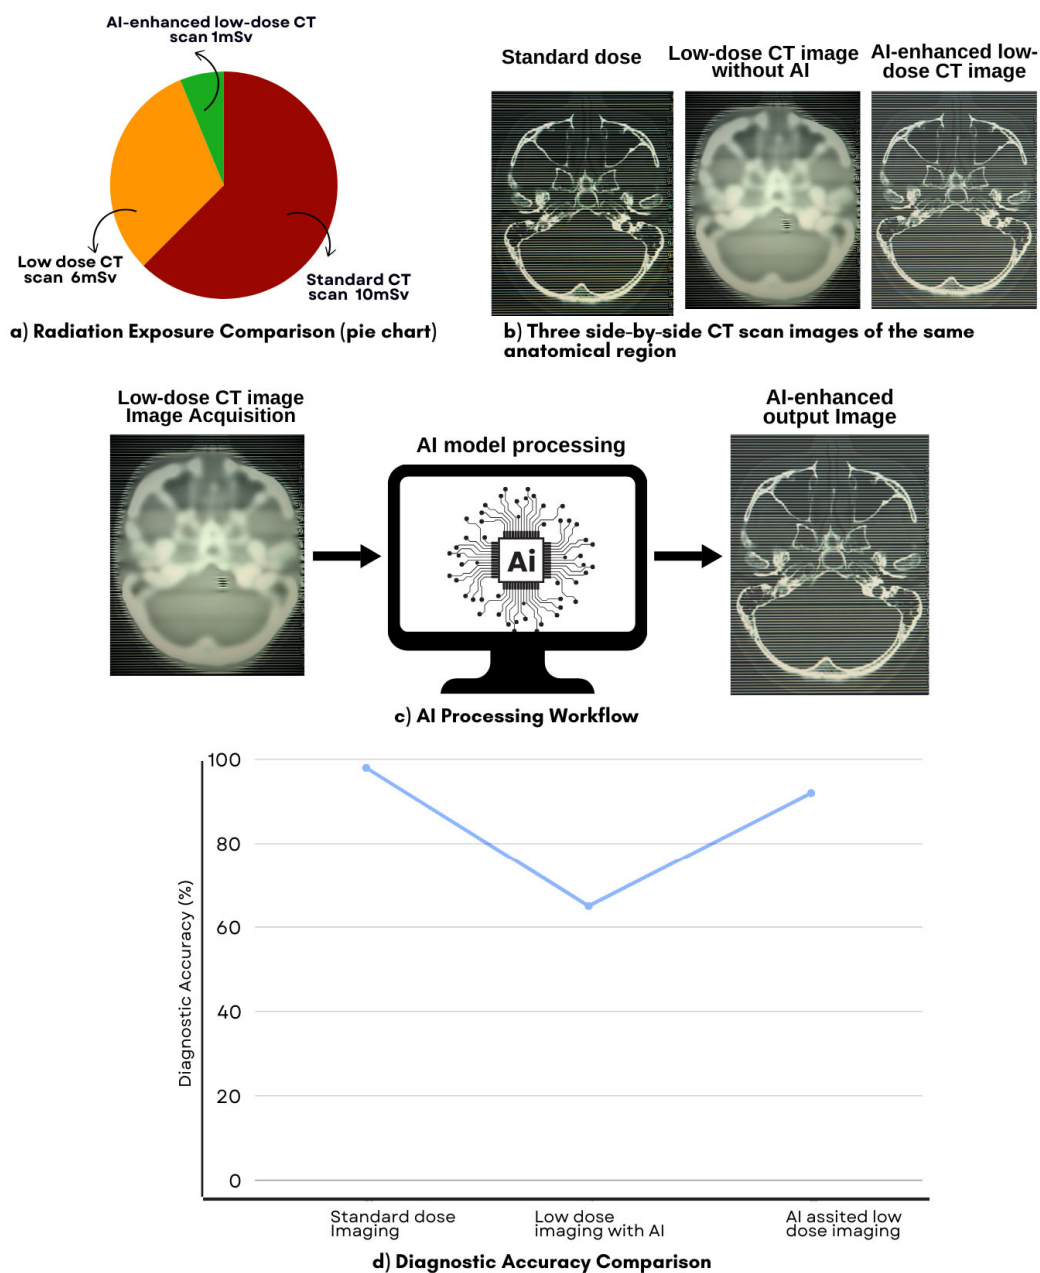 AI-enhanced low-dose CT
scan 1mSv
Low dose CT
scan 6mSv
Standard CT
scan 10mSv
a) Radiation Exposure Comparison (pie chart)
Standard dose
Low-dose CT image
without AI
AI-enhanced low-
dose CT image
b) Three side-by-side CT scan images of the same
anatomical region
Low-dose CT image
Image Acquisition
AI model processing
Ai
AI-enhanced
output Image
c) AI Processing Workflow
Diagnostic Accuracy (%)
100
80
60
40
20
0
Standard dose
Imaging
Low dose
imaging with AI
AI assited low
dose imaging
d) Diagnostic Accuracy Comparison